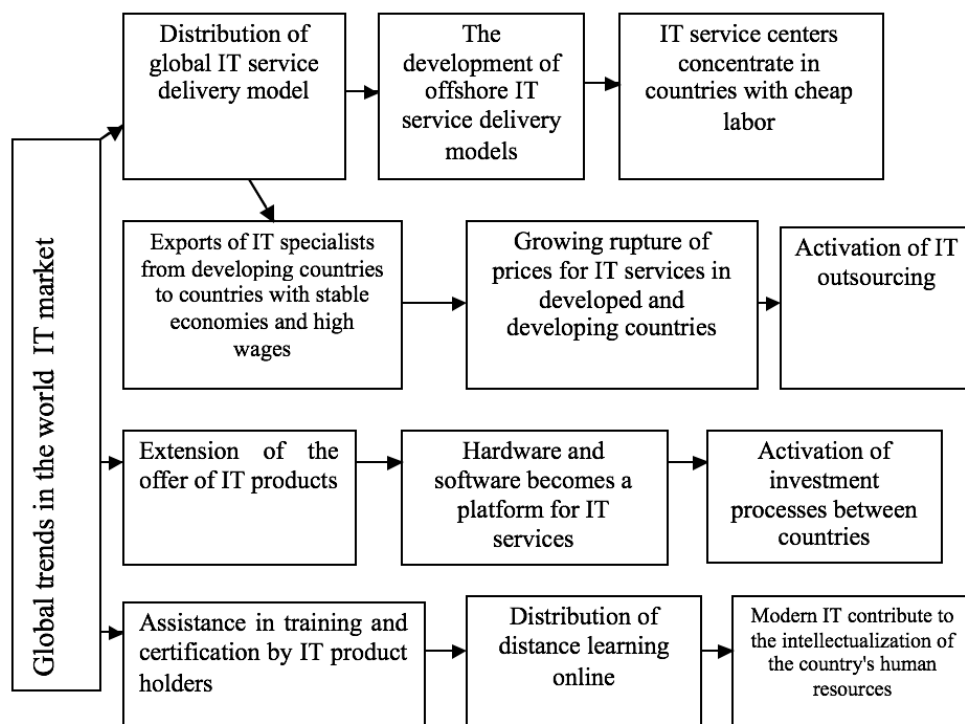 Global trends in the world IT market
Distribution of
global IT service
delivery model
The
development of
offshore IT
service delivery
models
IT service centers
concentrate in
countries with cheap
labor
Exports of IT specialists
from developing countries
to countries with stable
economies and high
wages
Growing rupture of
prices for IT services in
developed and
developing countries
Activation of IT
outsourcing
Extension of the
offer of IT products
Hardware and
software becomes a
platform for IT
services
Activation of
investment
processes between
countries
Assistance in training and
certification by IT product
holders
Distribution of
distance learning
online
Modern IT contribute to
the intellectualization of
the country's human
resources